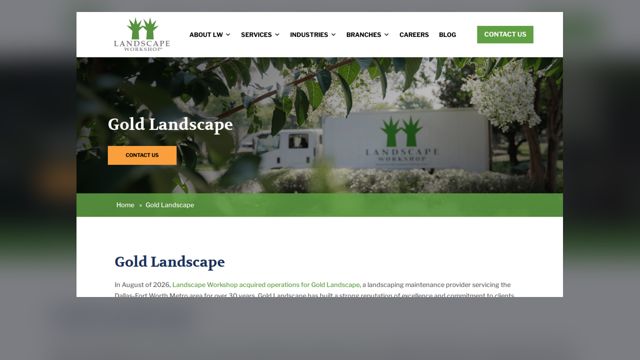 LANDSCAPE
WORKSHOP
ABOUT LW
SERVICES
INDUSTRIES
BRANCHES
CAREERS
BLOG
CONTACT US
Gold Landscape
LANDSCAPE
WORKSHOP
CONTACT US
Home » Gold Landscape
Gold Landscape
In August of 2026, Landscape Workshop acquired operations for Gold Landscape, a landscaping maintenance provider servicing the
Dallas-Fort Worth Metro area for over 30 years. Gold Landscape has built a strong reputation of excellence and commitment to clients